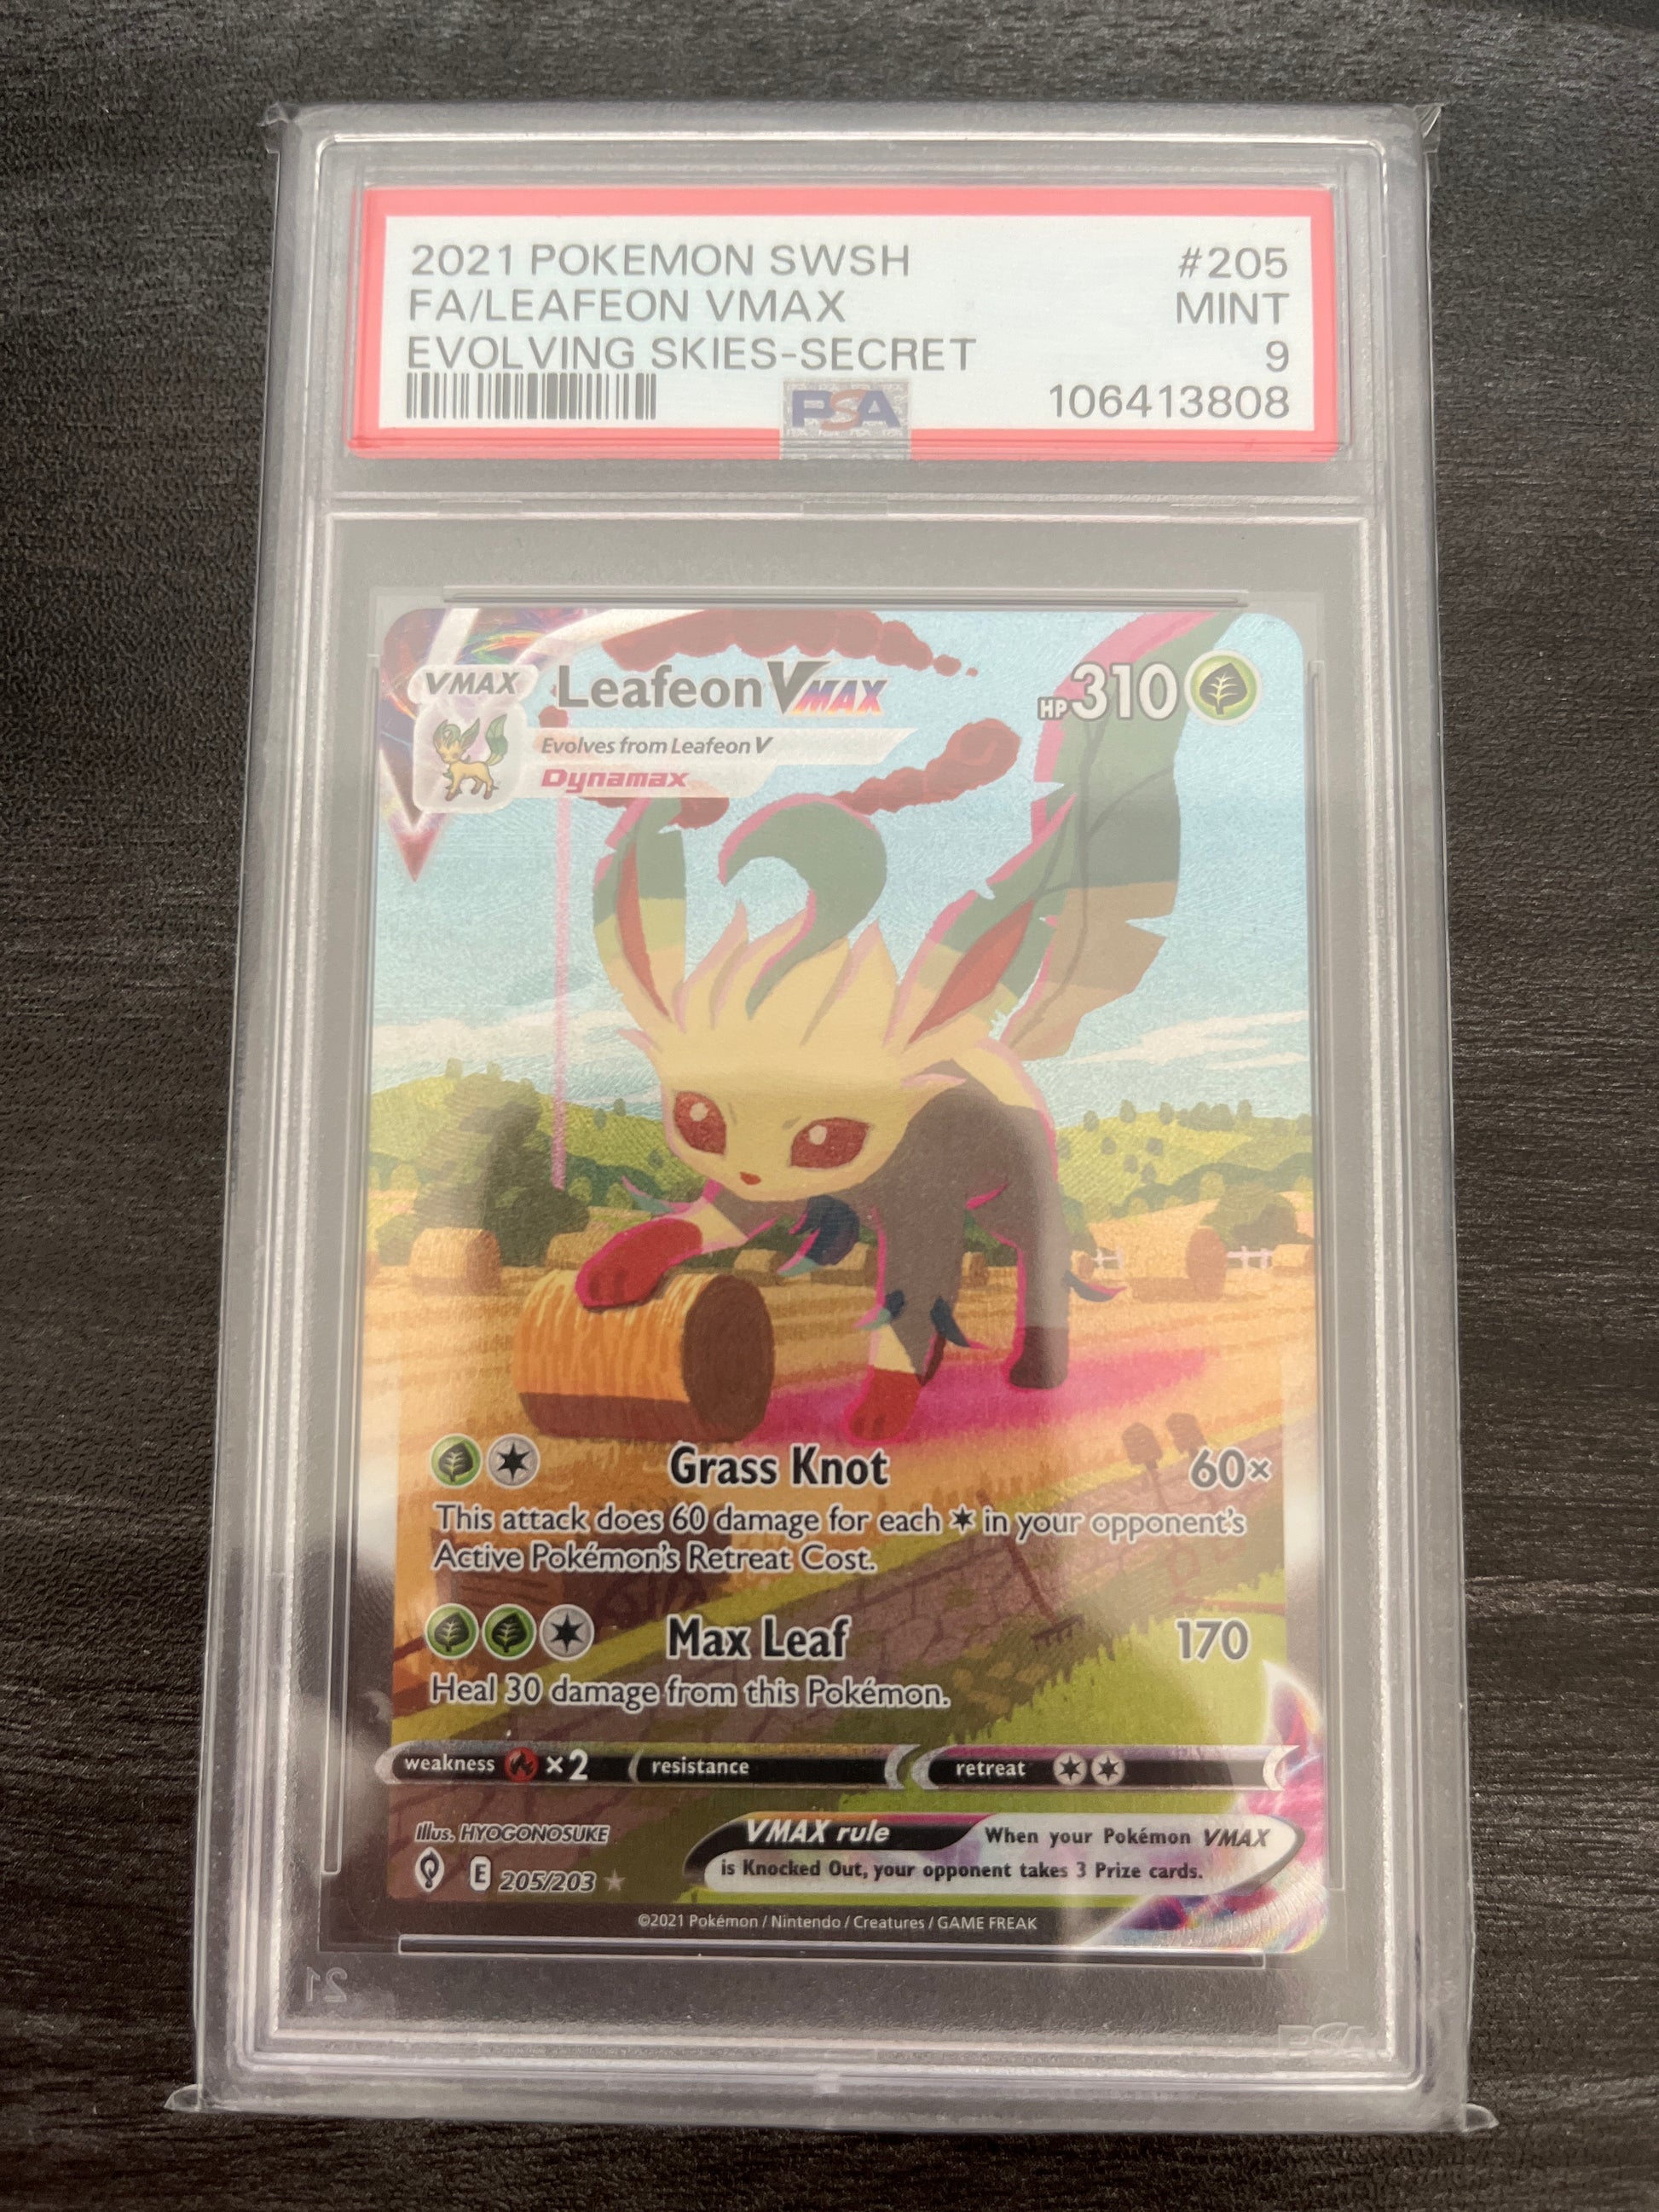 2021 POKEMON SWSH #205
FA/LEAFEON VMAX MINT
EVOLVING SKIES-SECRET 9
PSA 106413808
VMAX Leafeon VMAX HP 310
Evolves from Leafeon V
Dynamax
Grass Knot 60×
This attack does 60 damage for each ✶ in your opponent's
Active Pokémon's Retreat Cost.
Max Leaf 170
Heal 30 damage from this Pokémon.
weakness ×2 resistance retreat
Illus. HYOGONOSUKE
VMAX rule When your Pokémon VMAX
is Knocked Out, your opponent takes 3 Prize cards.
E 205/203 ★
©2021 Pokémon / Nintendo / Creatures / GAME FREAK
21
PSA